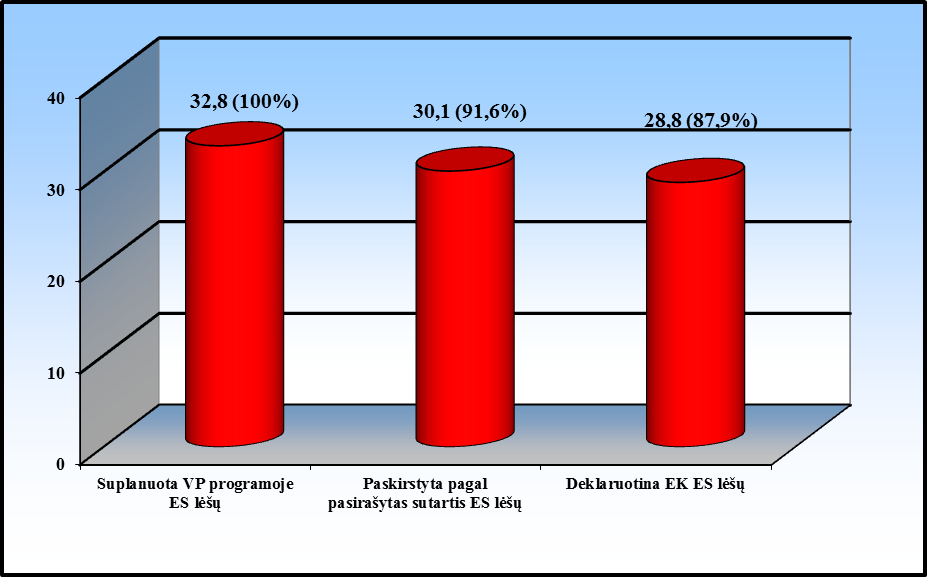 40
30
20
10
0
32,8 (100%)
30,1 (91,6%)
28,8 (87,9%)
Suplanuota VP programoje
ES lėšų
Paskirstyta pagal
pasirašytas sutartis ES lėšų
Deklaruotina EK ES lėšų